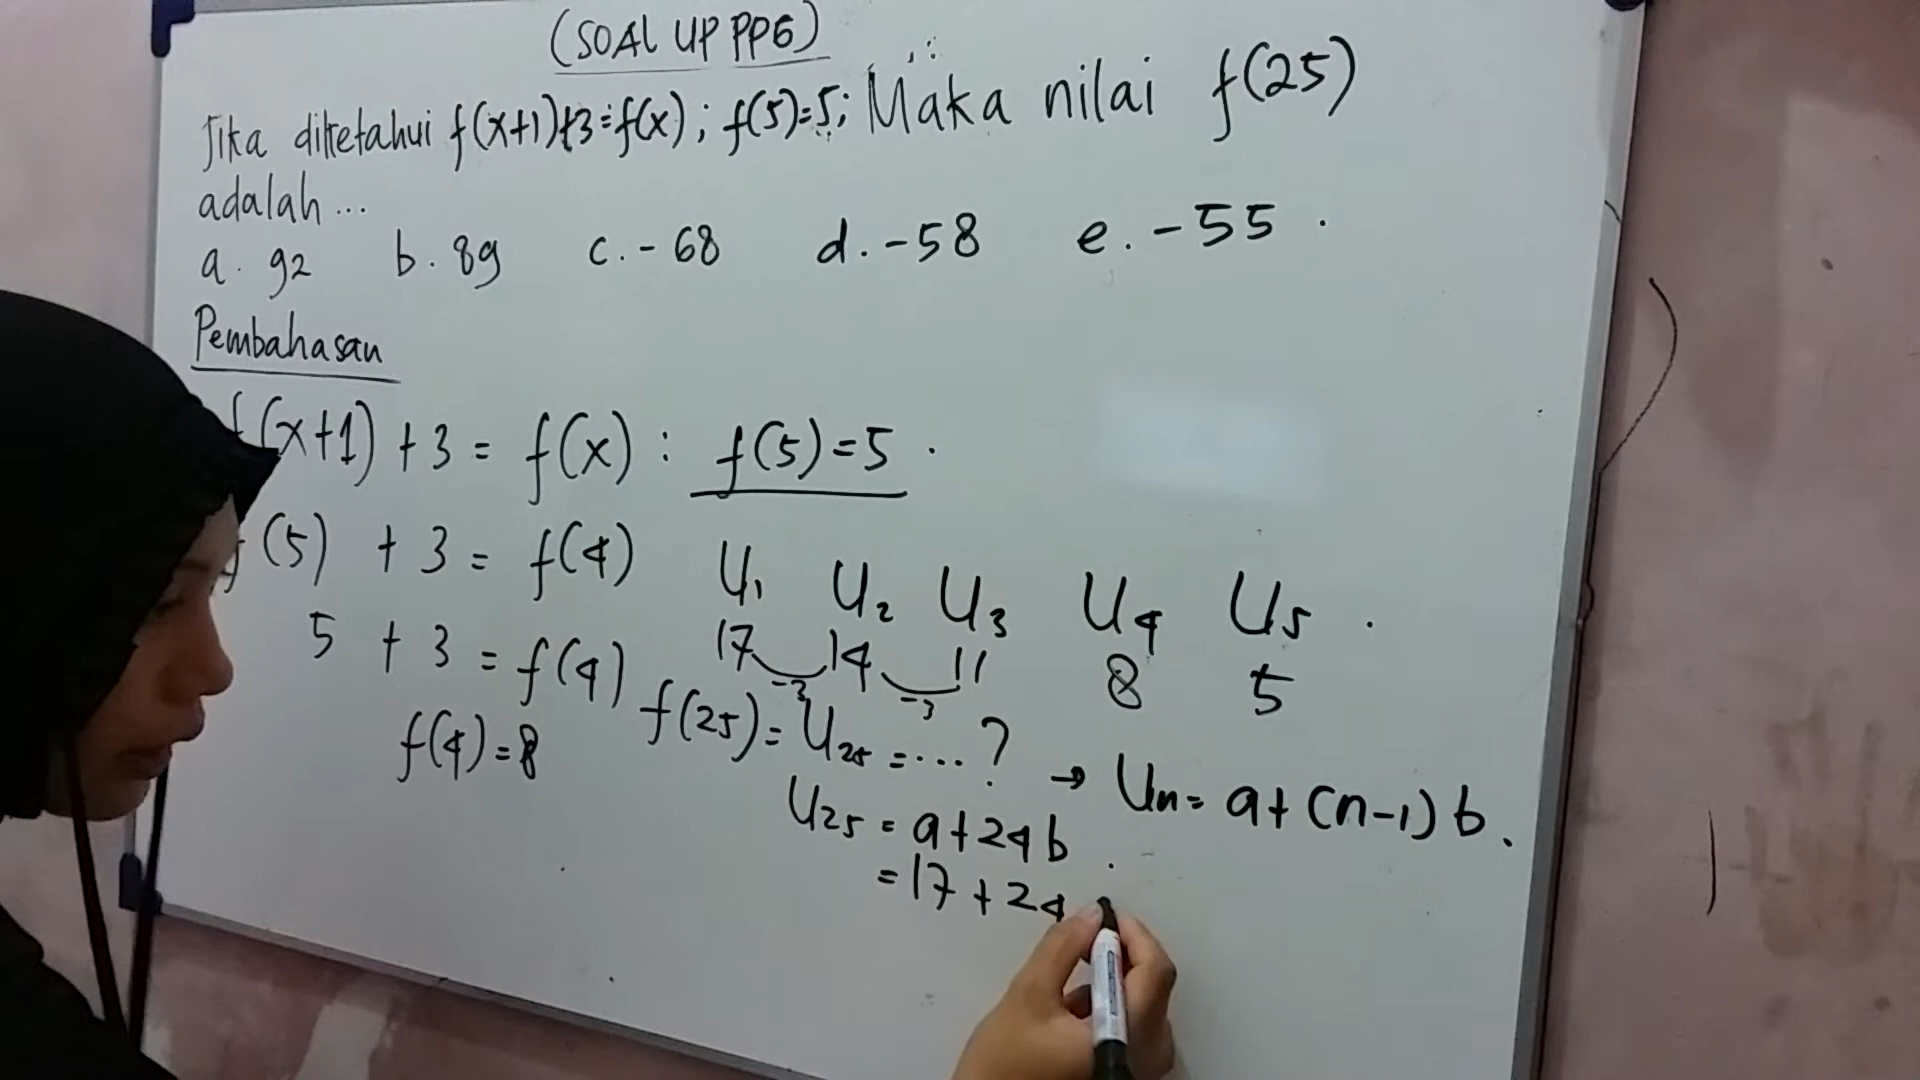 (SOAL UP PPG)
Jika diketahui f(x+1)+3=f(x); f(5)=5; Maka nilai f(25)
adalah...
a. 92 b. 89 c. -68 d. -58 e. -55.
Pembahasan
f(x+1) + 3 = f(x) : f(5)=5.
f(5) + 3 = f(4)
U1 U2 U3 U4 U5.
5 + 3 = f(4)
17 14 11 8 5
-3 -3
f(4)=8
f(25)=U25=...?
→ Un= a+(n-1) b.
U25 = a+24b
=17+24